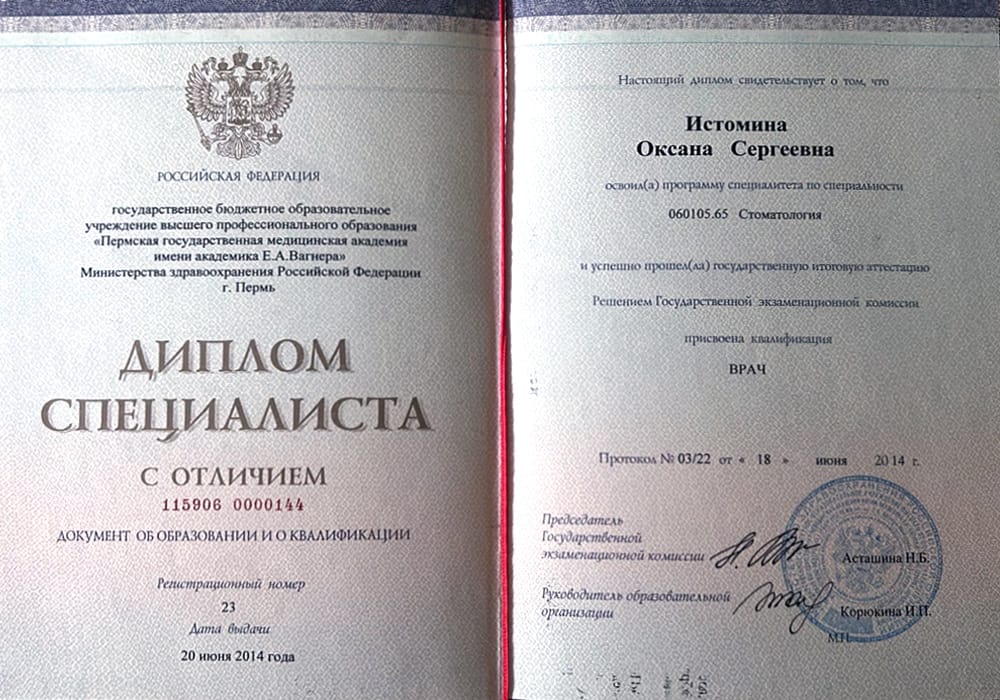 РОССИЙСКАЯ ФЕДЕРАЦИЯ
государственное бюджетное образовательное
учреждение высшего профессионального образования
«Пермская государственная медицинская академия
имени академика Е.А.Вагнера»
Министерства здравоохранения Российской Федерации
г. Пермь
ДИПЛОМ
СПЕЦИАЛИСТА
С ОТЛИЧИЕМ
115906 0000144
ДОКУМЕНТ ОБ ОБРАЗОВАНИИ И О КВАЛИФИКАЦИИ
Регистрационный номер
23
Дата выдачи
20 июня 2014 года
Настоящий диплом свидетельствует о том, что
Истомина
Оксана Сергеевна
освоил(а) программу специалитета по специальности
060105.65 Стоматология
и успешно прошел(ла) государственную итоговую аттестацию
Решением Государственной экзаменационной комиссии
присвоена квалификация
ВРАЧ
Протокол № 03/22 от « 18 » июня 2014 г.
Председатель
Государственной
экзаменационной комиссии
Асташина Н.Б.
Руководитель образовательной
организации
Корюкина И.П.
М.П.